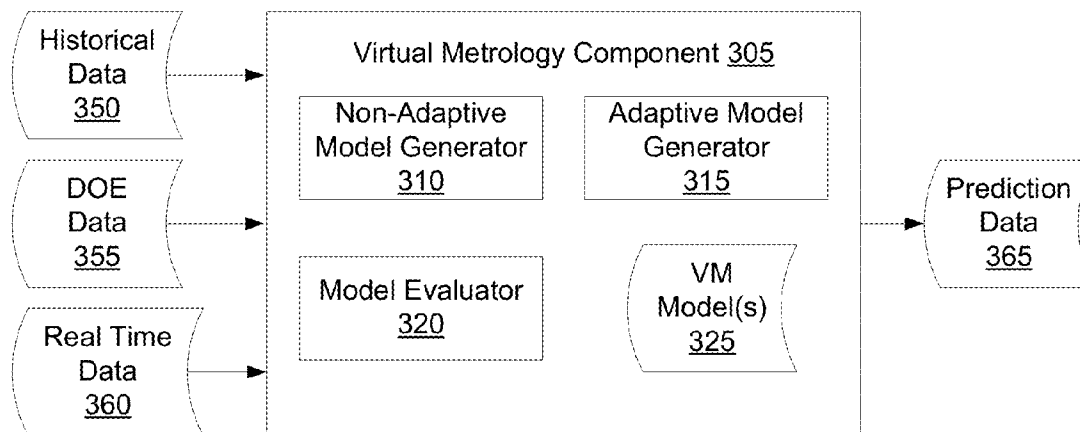 Historical
Data
350
DOE
Data
355
Real Time
Data
360
Virtual Metrology Component 305
Non-Adaptive
Model Generator
310
Adaptive Model
Generator
315
Model Evaluator
320
VM
Model(s)
325
Prediction
Data
365